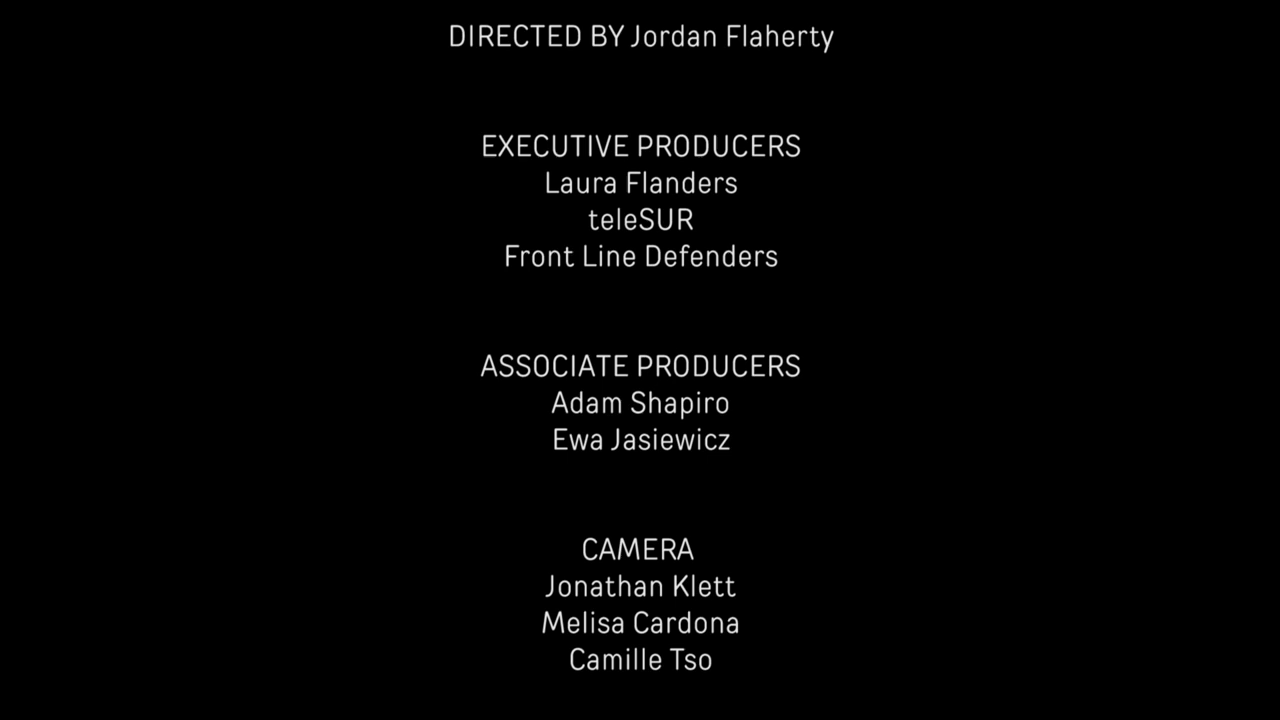 DIRECTED BY Jordan Flaherty
EXECUTIVE PRODUCERS
Laura Flanders
teleSUR
Front Line Defenders
ASSOCIATE PRODUCERS
Adam Shapiro
Ewa Jasiewicz
CAMERA
Jonathan Klett
Melisa Cardona
Camille Tso